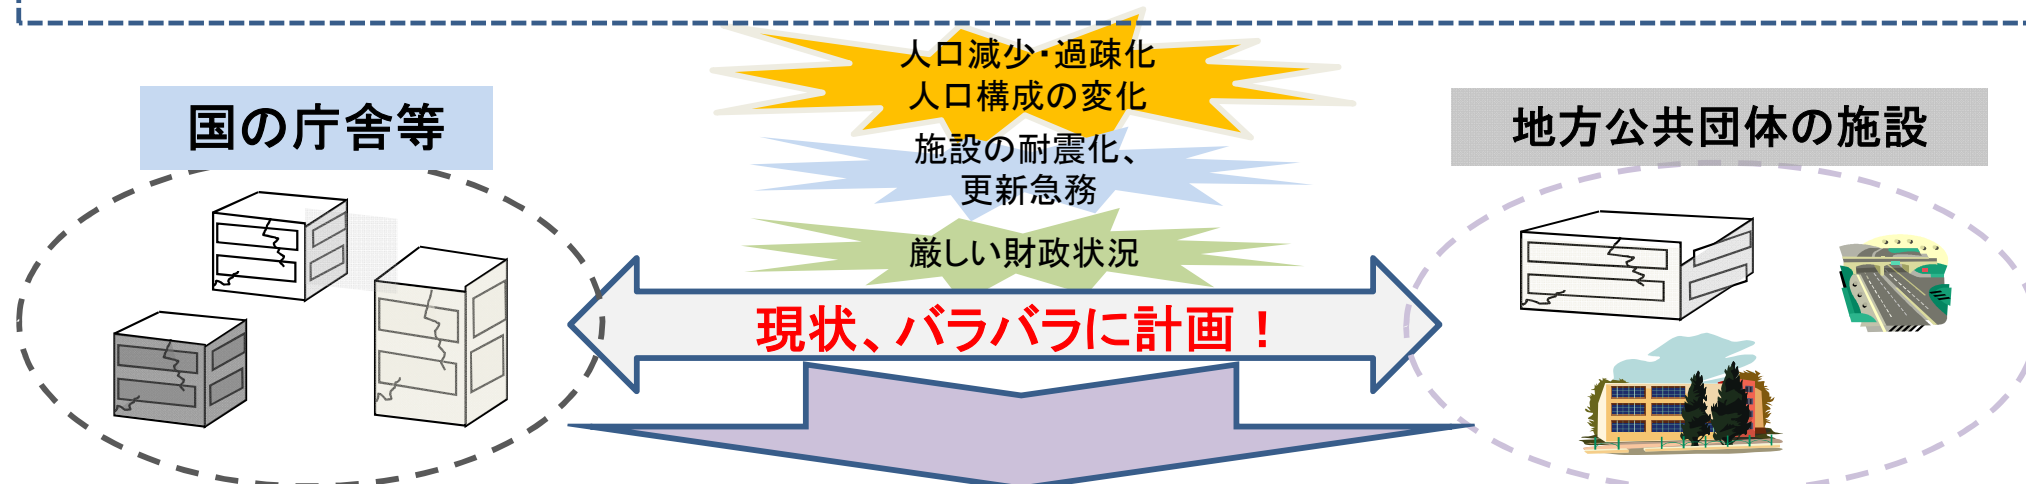 人口減少・過疎化
人口構成の変化
国の庁舎等
地方公共団体の施設
施設の耐震化、
更新急務
厳しい財政状況
現状、バラバラに計画！